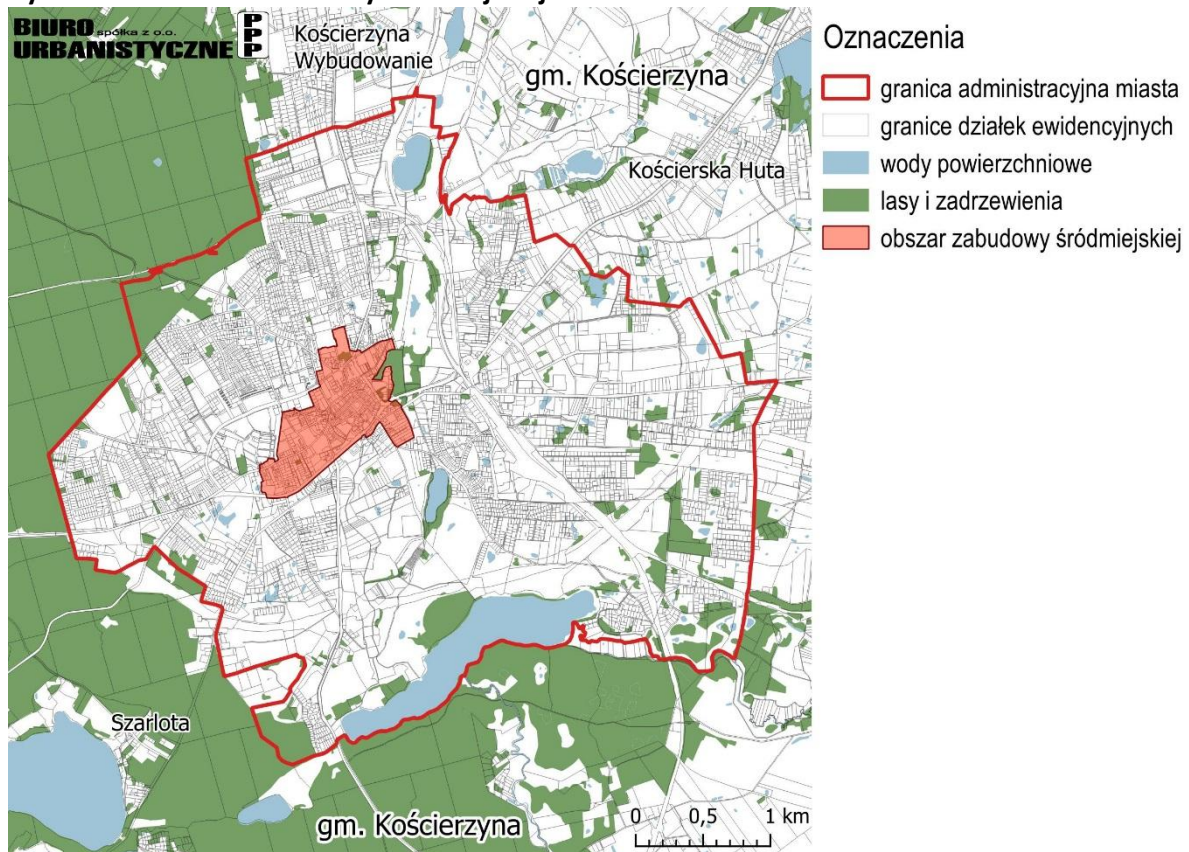 BIURO spółka z o.o.
URBANISTYCZNE
PPP
Kościerzyna
Wybudowanie
gm. Kościerzyna
Kościerska Huta
Szarlota
gm. Kościerzyna
0 0,5 1 km
Oznaczenia
granica administracyjna miasta
granice działek ewidencyjnych
wody powierzchniowe
lasy i zadrzewienia
obszar zabudowy śródmiejskiej